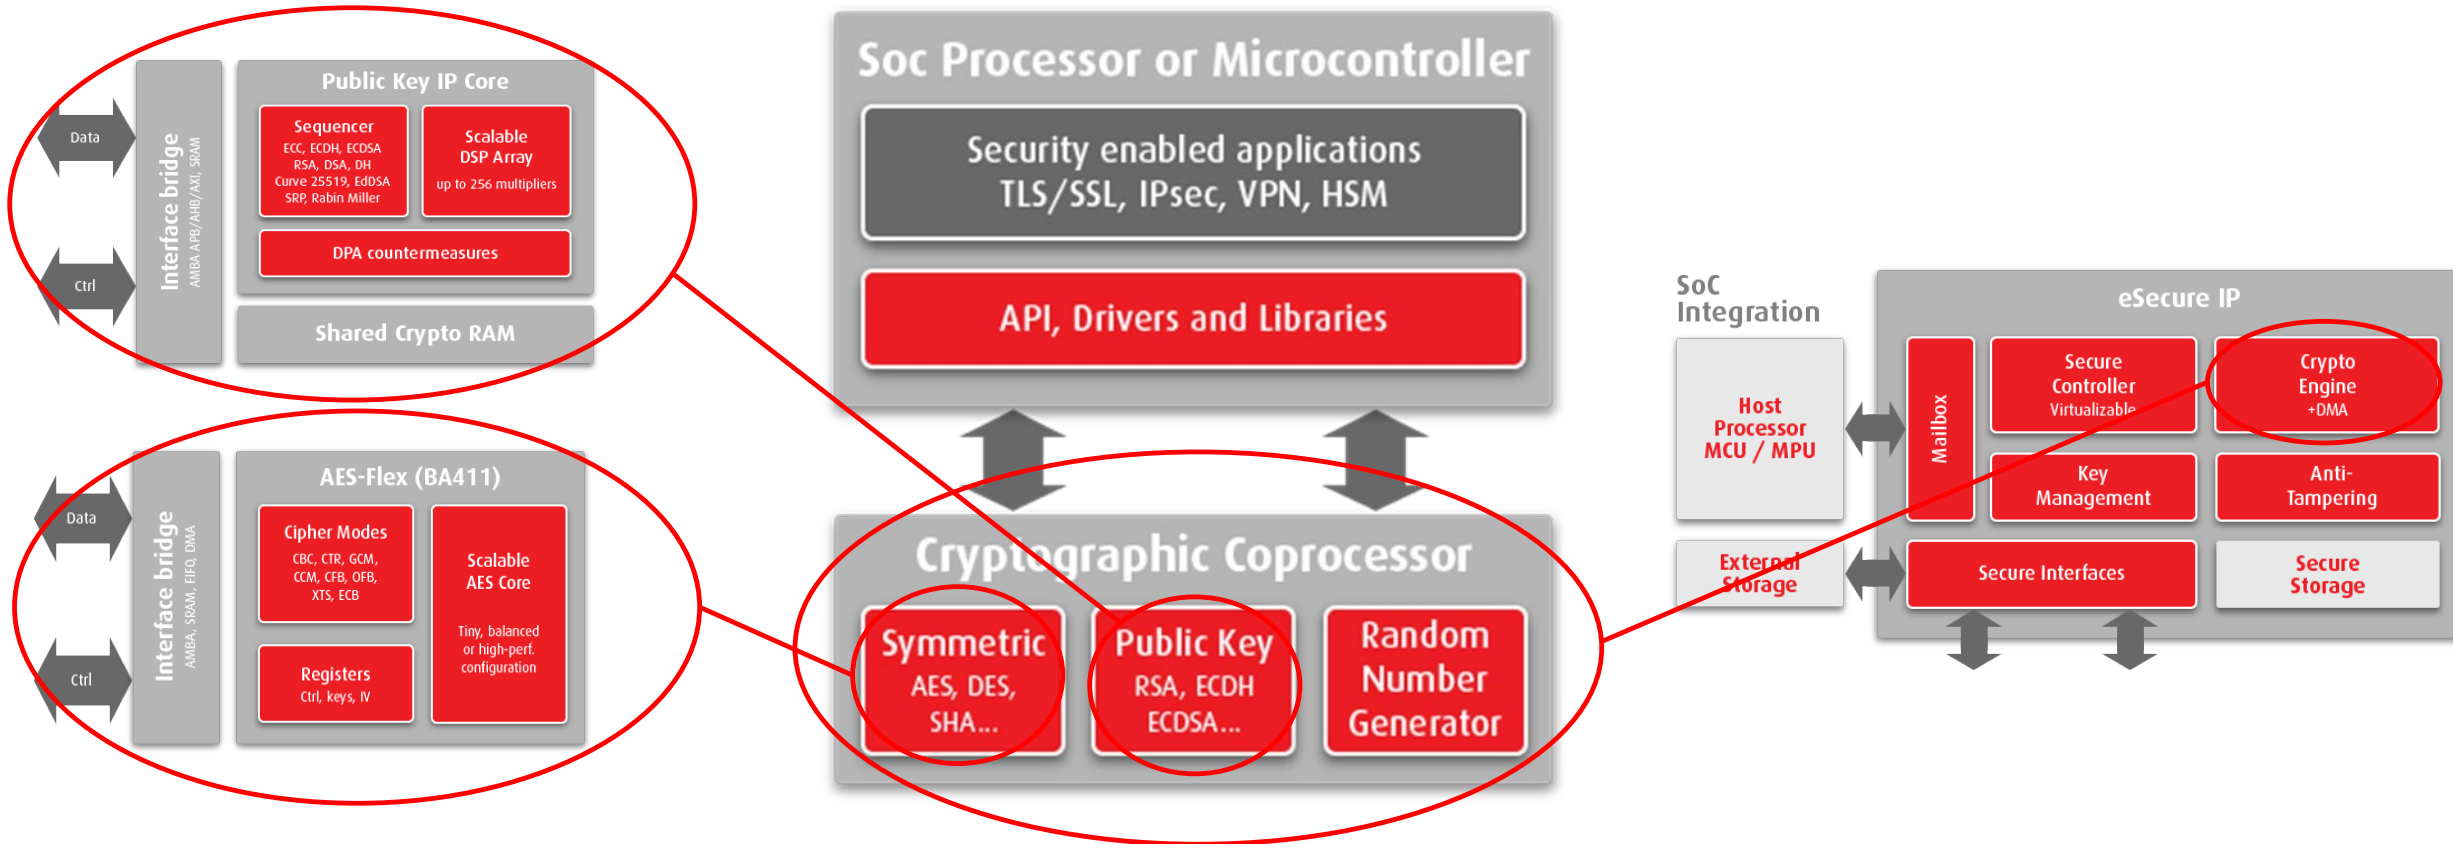 Public Key IP Core
Data
Ctrl
Interface bridge
AMBA APB/AHB/AXI, SRAM
Sequencer
ECC, ECDH, ECDSA
RSA, DSA, DH
Curve 25519, EdDSA
SRP, Rabin Miller
Scalable
DSP Array
up to 256 multipliers
DPA countermeasures
Shared Crypto RAM
AES-Flex (BA411)
Data
Ctrl
Interface bridge
AMBA, SRAM, FIFO, DMA
Cipher Modes
CBC, CTR, GCM,
CCM, CFB, OFB,
XTS, ECB
Registers
Ctrl, keys, IV
Scalable
AES Core
Tiny, balanced
or high-perf.
configuration
Soc Processor or Microcontroller
Security enabled applications
TLS/SSL, IPsec, VPN, HSM
API, Drivers and Libraries
Cryptographic Coprocessor
Symmetric
AES, DES,
SHA...
Public Key
RSA, ECDH
ECDSA...
Random
Number
Generator
SoC
Integration
Host
Processor
MCU / MPU
External
Storage
eSecure IP
Mailbox
Secure
Controller
Virtualizable
Crypto
Engine
+DMA
Key
Management
Anti-
Tampering
Secure Interfaces
Secure
Storage